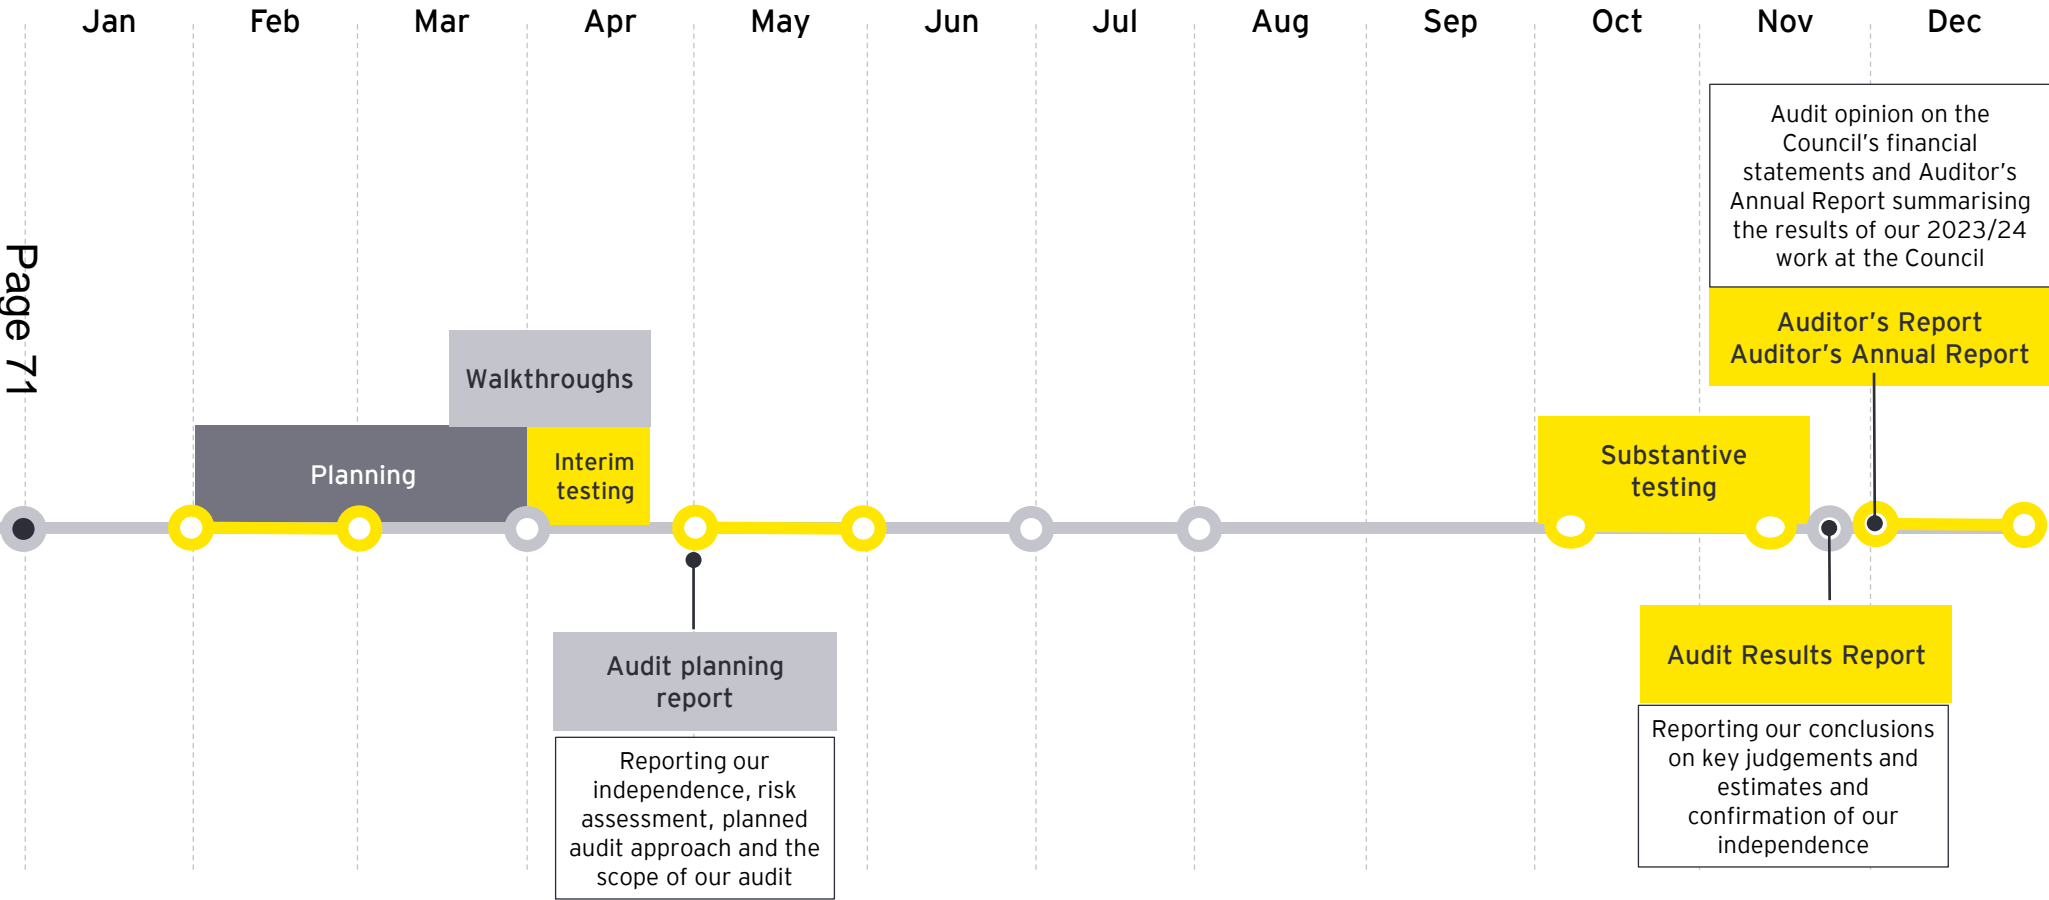 Jan Feb Mar Apr May Jun Jul Aug Sep Oct Nov Dec
Audit opinion on the
Council's financial
statements and Auditor's
Annual Report summarising
the results of our 2023/24
work at the Council
Auditor's Report
Auditor's Annual Report
Page 71
Walkthroughs
Planning
Interim
testing
Substantive
testing
Audit planning
report
Reporting our
independence, risk
assessment, planned
audit approach and the
scope of our audit
Audit Results Report
Reporting our conclusions
on key judgements and
estimates and
confirmation of our
independence